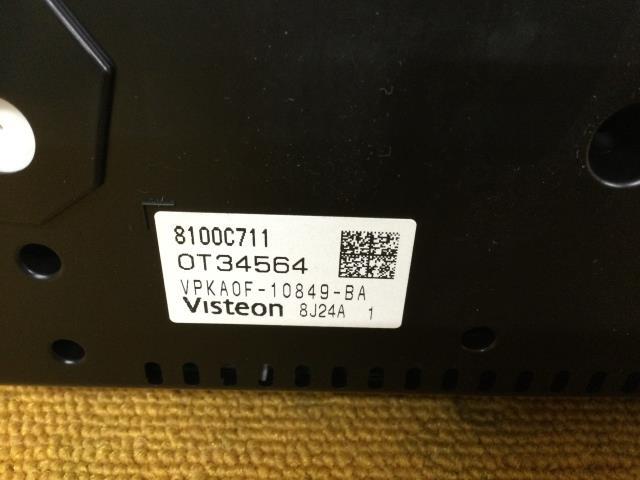 8100C711
OT34564
VPKA0F-10849-BA
Visteon 8J24A 1